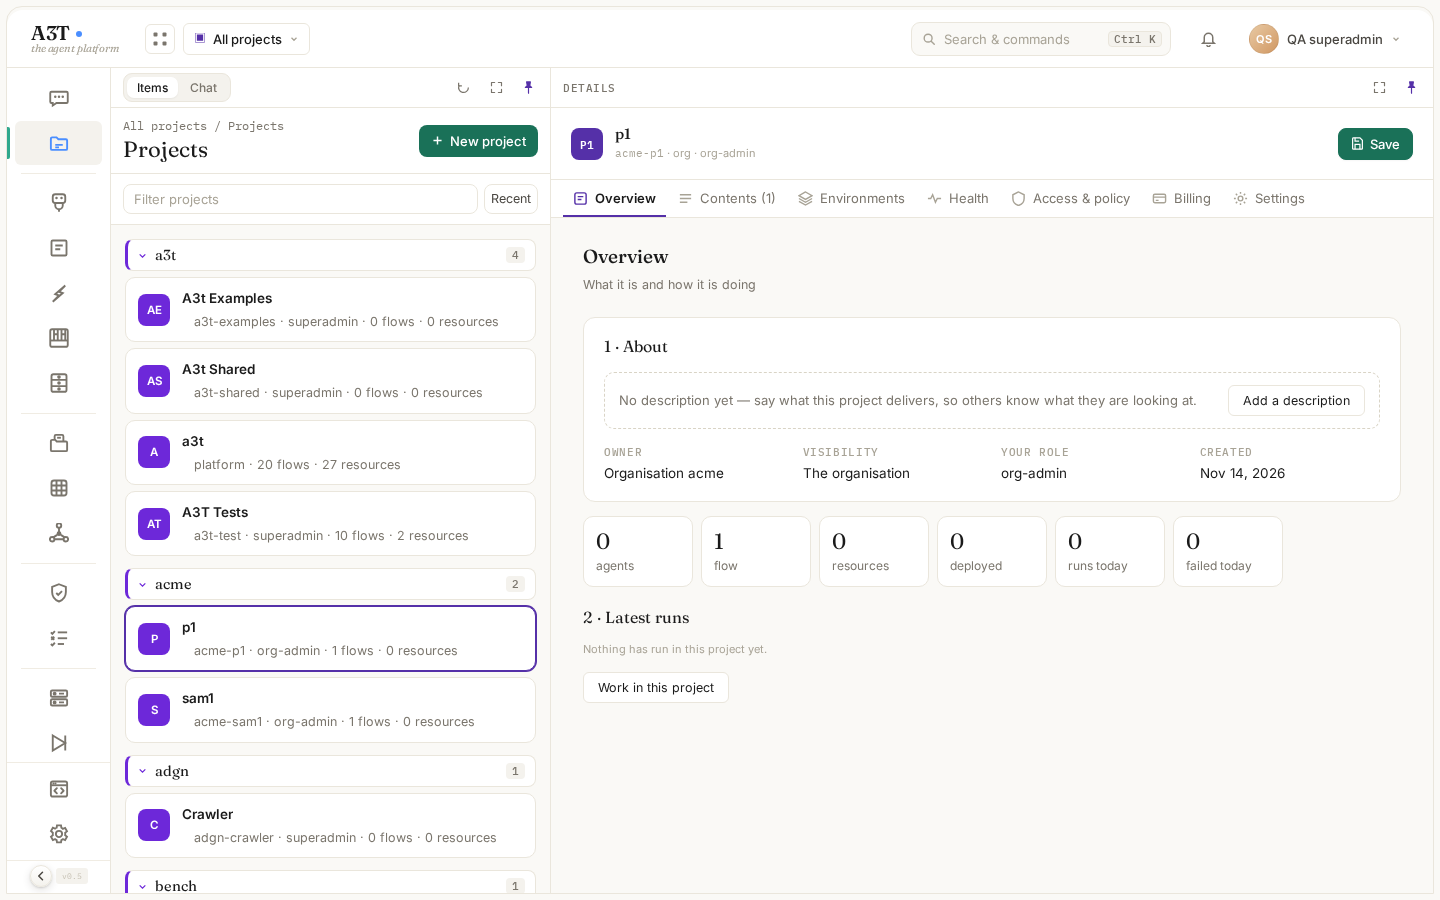 A3T
the agent platform
All projects
Search & commands
Ctrl K
QS
QA superadmin
Items
Chat
DETAILS
All projects / Projects
Projects
New project
Filter projects
Recent
a3t
4
AE
A3t Examples
a3t-examples · superadmin · 0 flows · 0 resources
AS
A3t Shared
a3t-shared · superadmin · 0 flows · 0 resources
A
a3t
platform · 20 flows · 27 resources
AT
A3T Tests
a3t-test · superadmin · 10 flows · 2 resources
acme
2
P
p1
acme-p1 · org-admin · 1 flows · 0 resources
S
sam1
acme-sam1 · org-admin · 1 flows · 0 resources
adgn
1
C
Crawler
adgn-crawler · superadmin · 0 flows · 0 resources
bench
1
v0.5
P1
p1
acme-p1 · org · org-admin
Save
Overview
Contents (1)
Environments
Health
Access & policy
Billing
Settings
Overview
What it is and how it is doing
1 · About
No description yet — say what this project delivers, so others know what they are looking at.
Add a description
OWNER
Organisation acme
VISIBILITY
The organisation
YOUR ROLE
org-admin
CREATED
Nov 14, 2026
0
agents
1
flow
0
resources
0
deployed
0
runs today
0
failed today
2 · Latest runs
Nothing has run in this project yet.
Work in this project